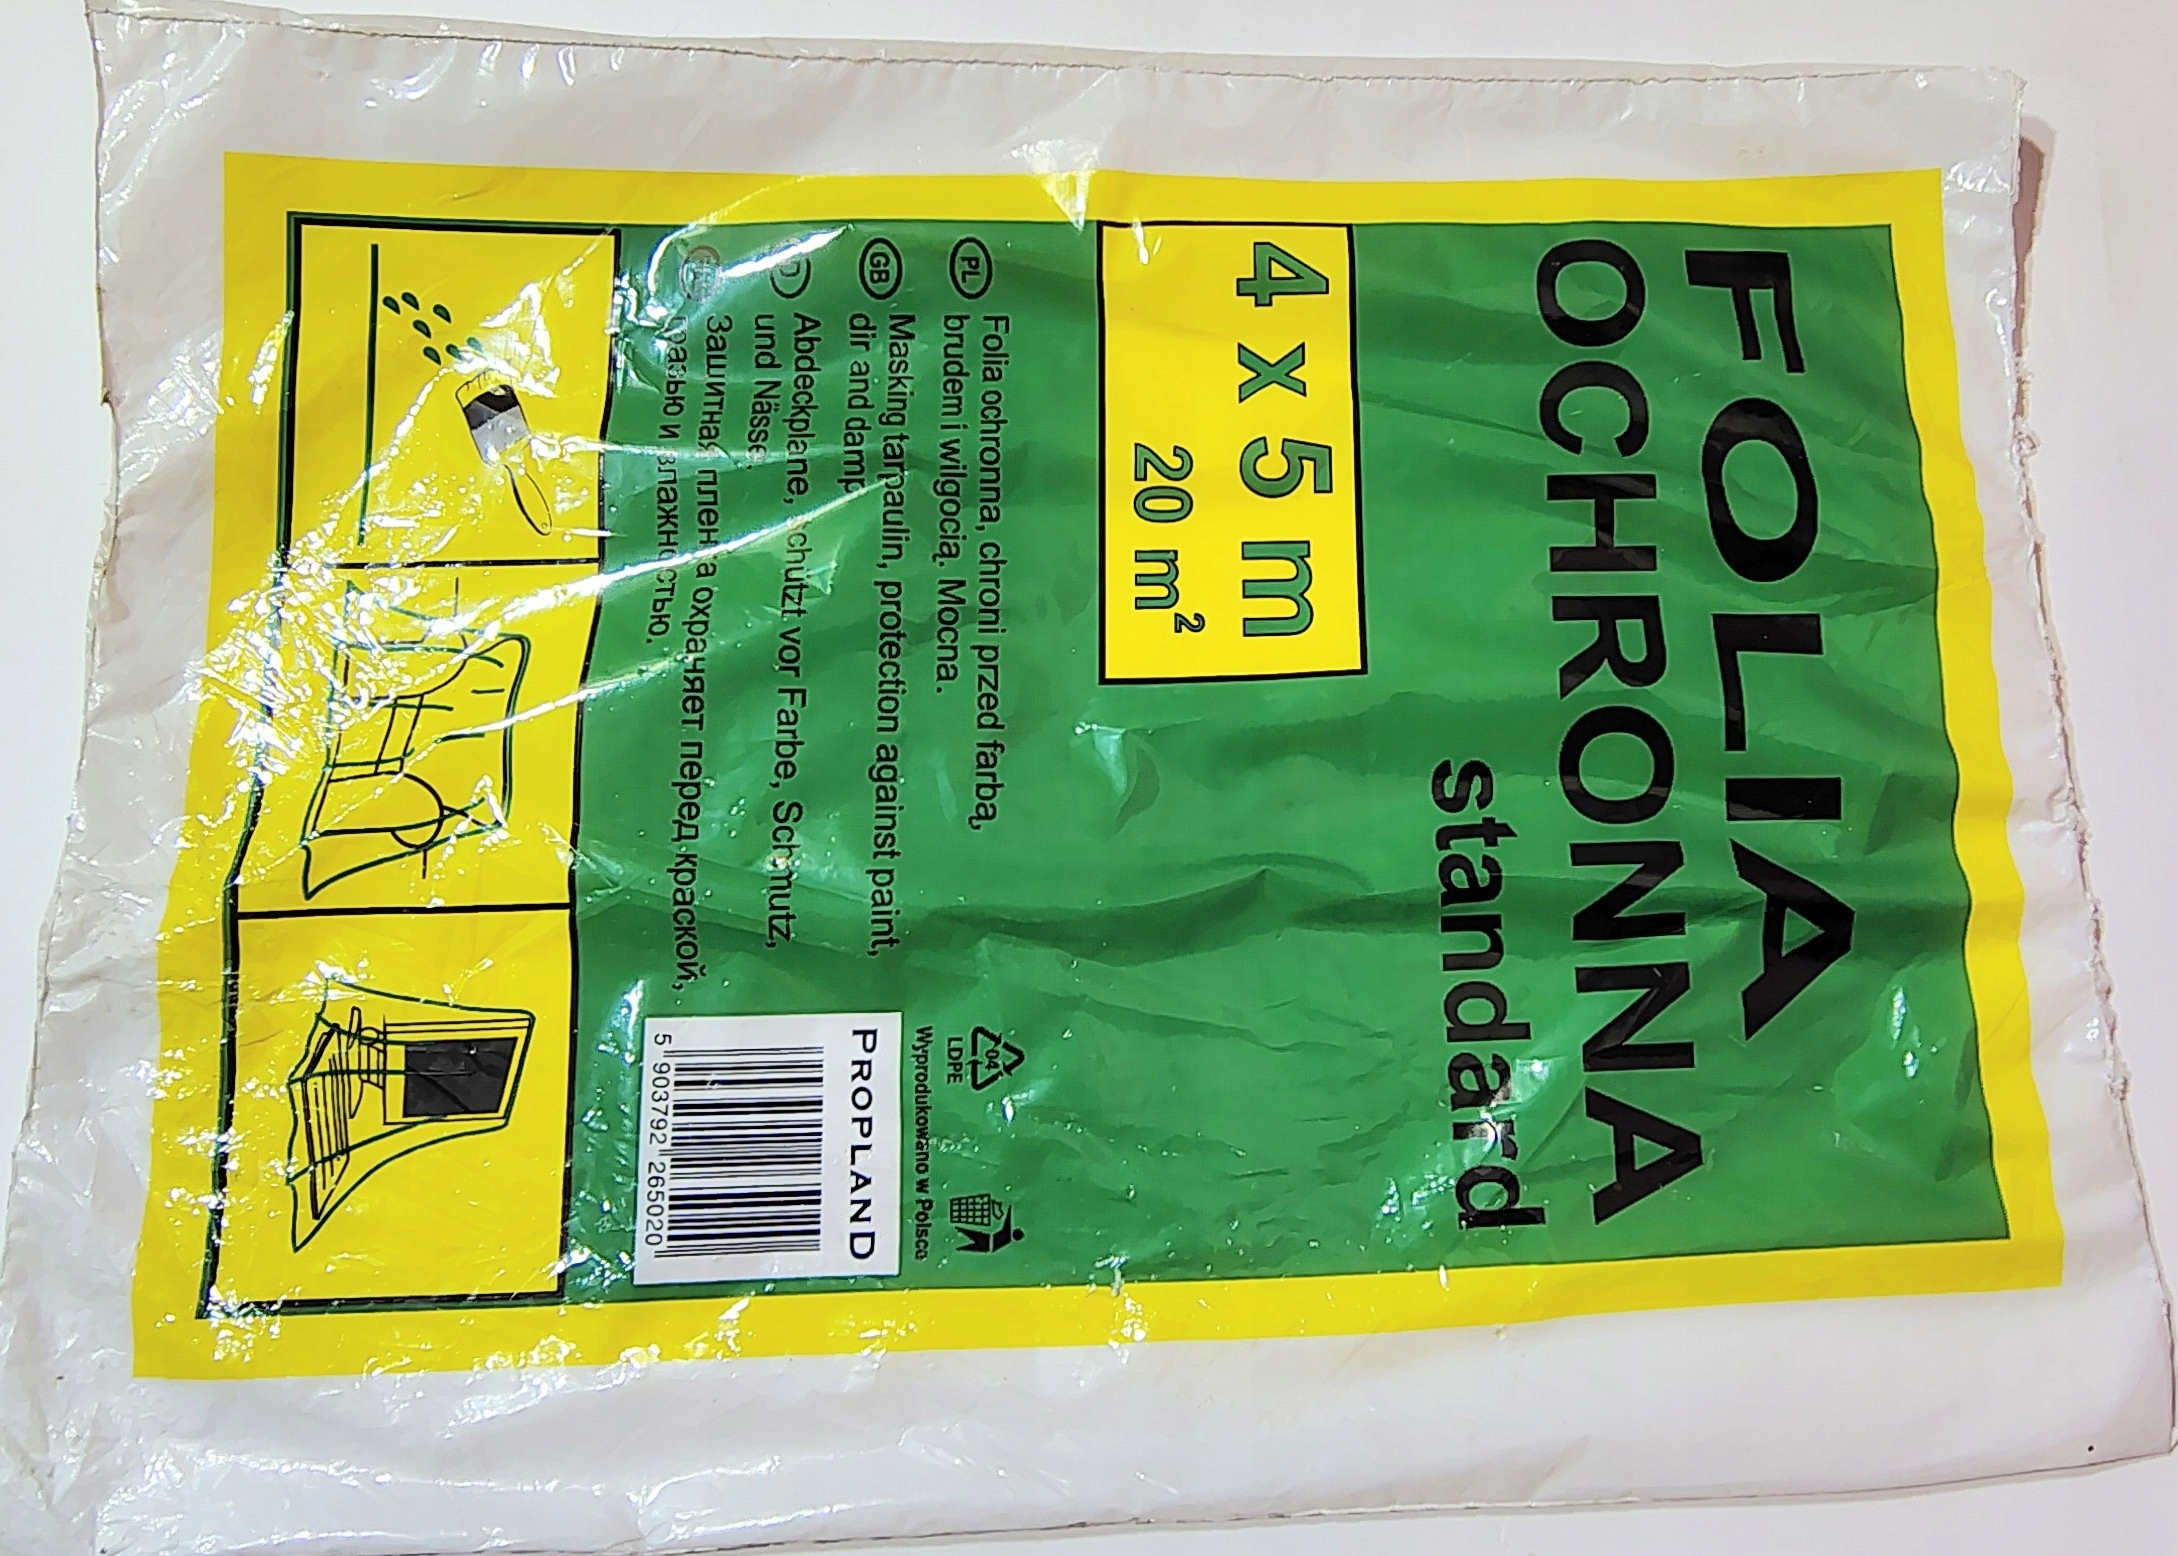 FOLIA
OCHRONNA
standard
4 x 5 m
20 m²
PL Folia ochronna, chroni przed farbą,
brudem i wilgocią. Mocna.
GB Masking tarpaulin, protection against paint,
dir and damp
D Abdeckplane, schutzt vor Farbe, Schmutz,
und Nässe.
Защитная пленка охраняет перед краской,
грязью и влажностью.
04
LDPE
Wyprodukowano w Polsce
PROPLAND
5 903792 265020